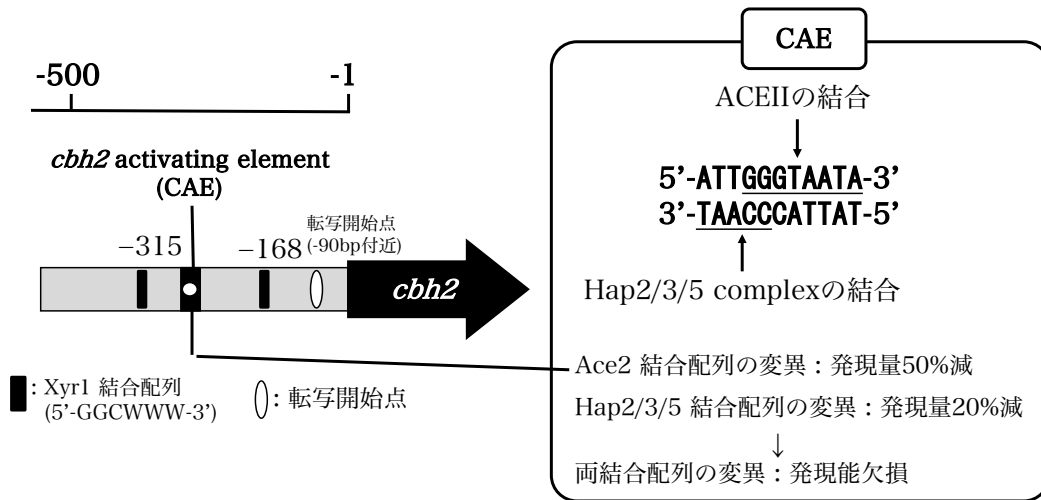 -500
-1
cbh2 activating element
(CAE)
−315
−168
転写開始点
(-90bp付近)
cbh2
: Xyr1 結合配列
(5’-GGCWWW-3’)
: 転写開始点
CAE
ACEIIの結合
5’-ATTGGGTAATA-3’
3’-TAACCCATTAT-5’
Hap2/3/5 complexの結合
Ace2 結合配列の変異：発現量50%減
Hap2/3/5 結合配列の変異：発現量20%減
↓
両結合配列の変異：発現能欠損